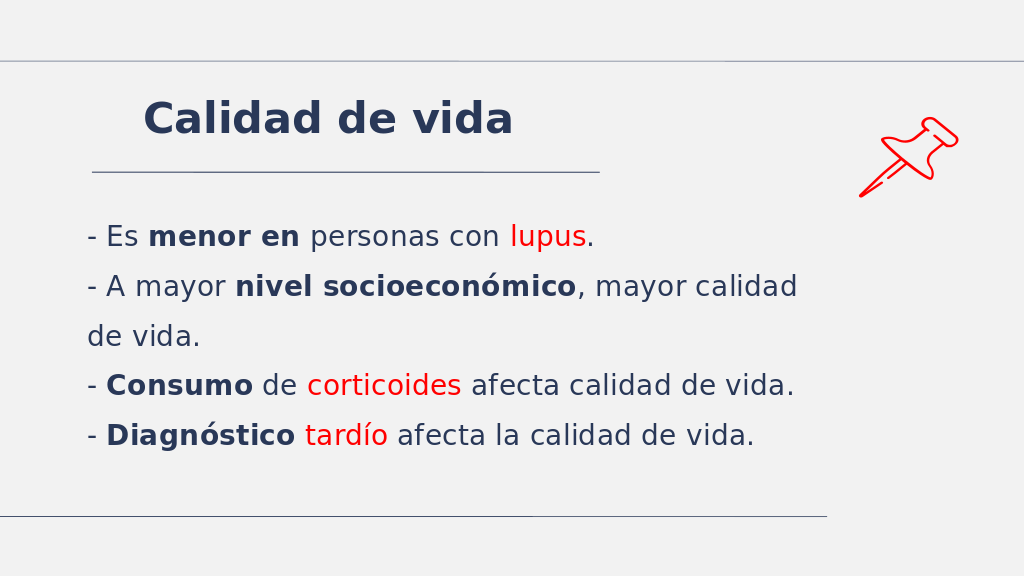 Calidad de vida
- Es menor en personas con lupus.
- A mayor nivel socioeconómico, mayor calidad
de vida.
- Consumo de corticoides afecta calidad de vida.
- Diagnóstico tardío afecta la calidad de vida.